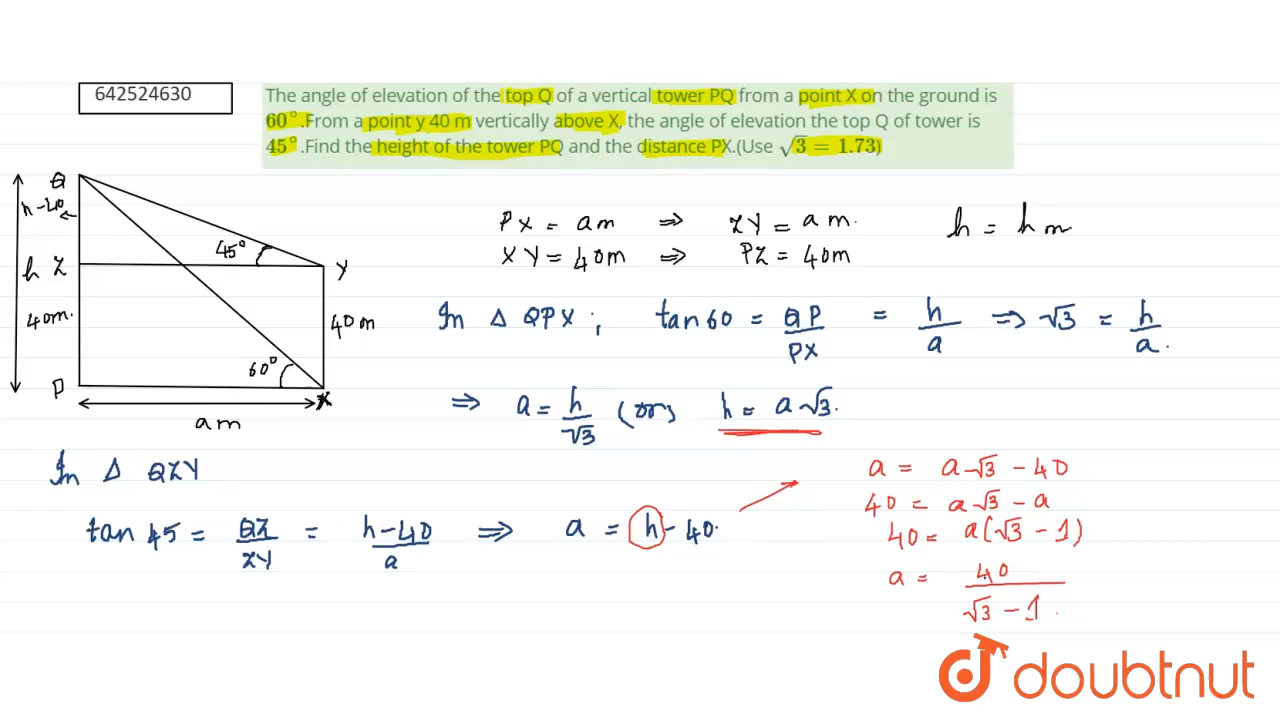 642524630
The angle of elevation of the top Q of a vertical tower PQ from a point X on the ground is
60°.From a point y 40 m vertically above X, the angle of elevation the top Q of tower is
45°.Find the height of the tower PQ and the distance PX.(Use √3 = 1.73)
Q
h-40
h
Z
45°
Y
40m.
40m
60°
P
X
a m
PX = a m ⇒ ZY = a m.
XY = 40m ⇒ PZ = 40m
h = h m
In Δ QPX; tan 60 = QP/PX = h/a ⇒ √3 = h/a.
⇒ a = h/√3 (or) h = a√3.
In Δ QZY
tan 45 = QZ/ZY = h-40/a ⇒ a = h-40.
a = a√3 - 40
40 = a√3 - a
40 = a(√3 - 1)
a = 40/√3 - 1.
doubtnut